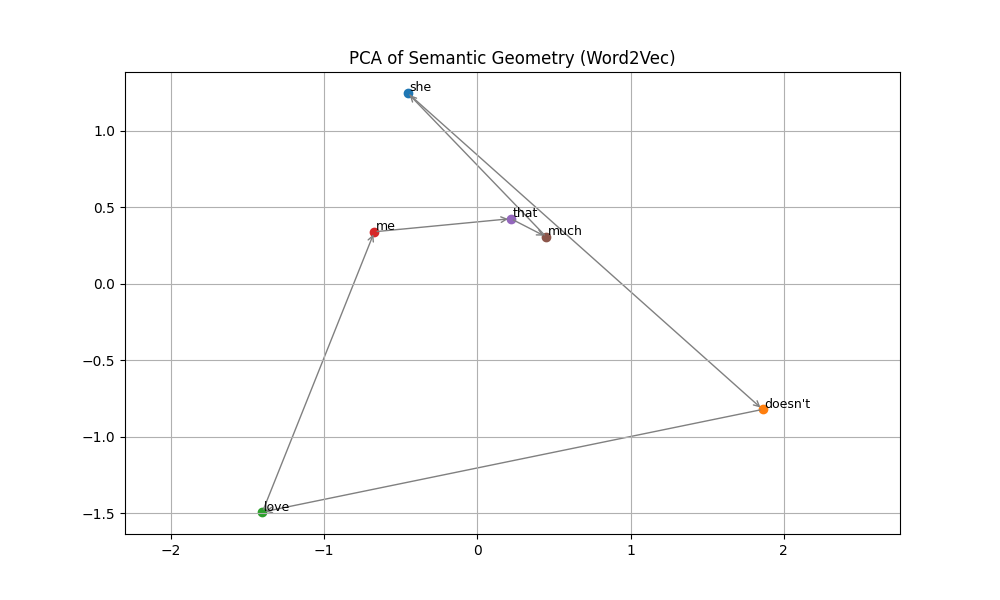 PCA of Semantic Geometry (Word2Vec)
she
1.0
0.5
that
me
much
0.0
−0.5
doesn't
−1.0
love
−1.5
−2 −1 0 1 2